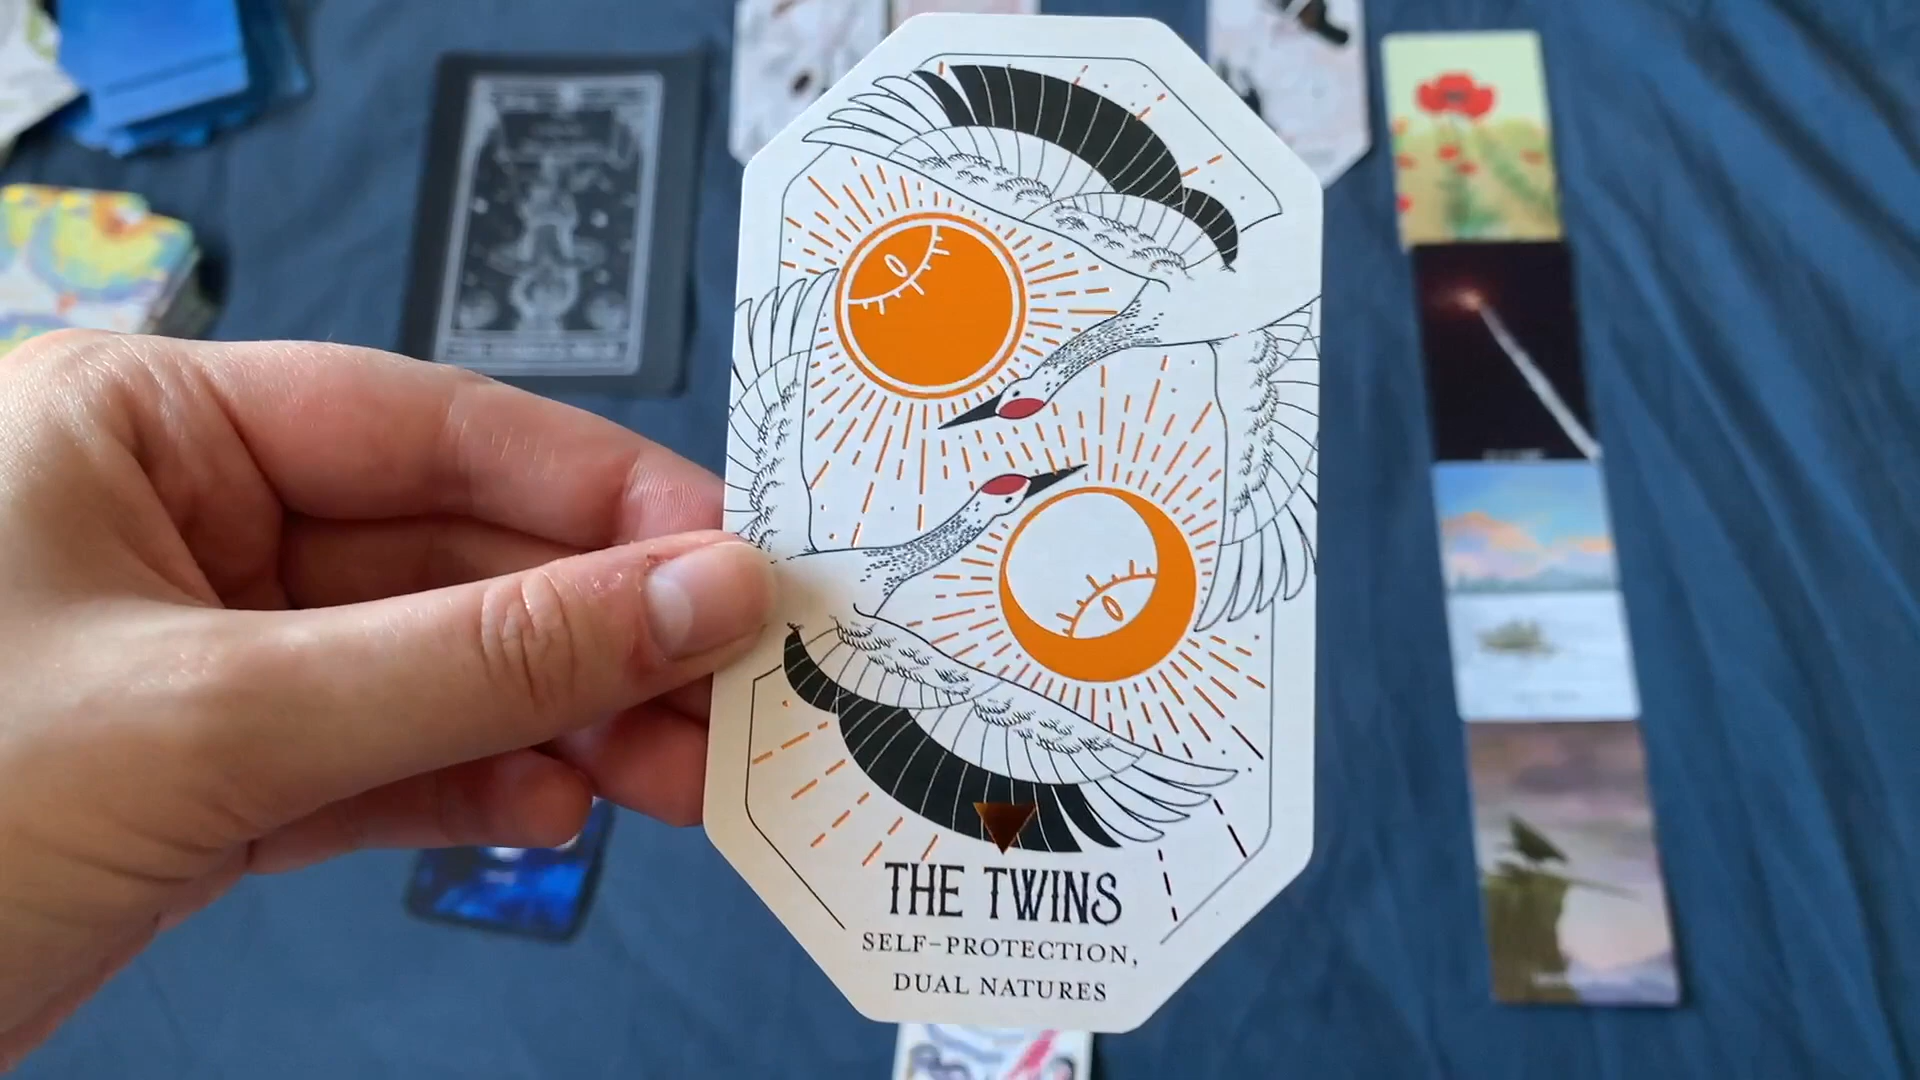 THE TWINS
SELF-PROTECTION,
DUAL NATURES